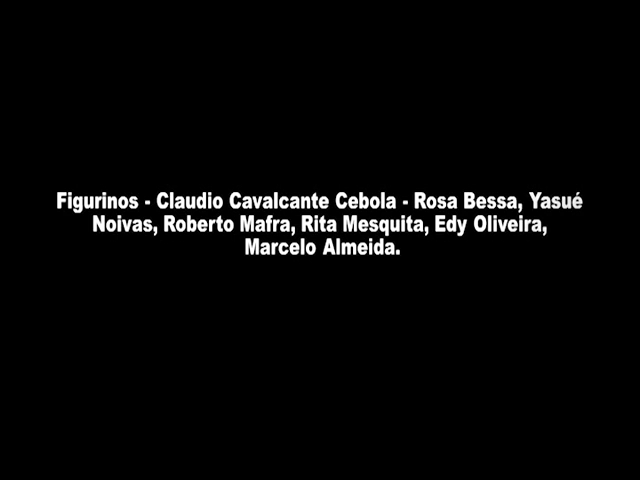 Figurinos - Claudio Cavalcante Cebola - Rosa Bessa, Yasué
Noivas, Roberto Mafra, Rita Mesquita, Edy Oliveira,
Marcelo Almeida.